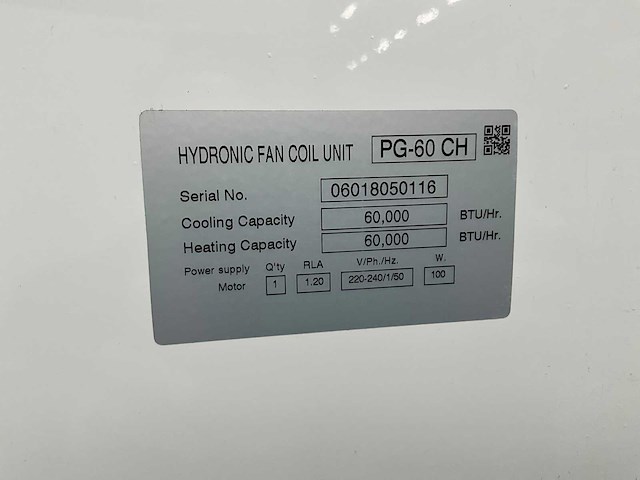 HYDRONIC FAN COIL UNIT PG-60 CH
Serial No. 06018050116
Cooling Capacity 60,000 BTU/Hr.
Heating Capacity 60,000 BTU/Hr.
Q'ty RLA V/Ph./Hz. W.
Power supply
Motor 1 1.20 220-240/1/50 100